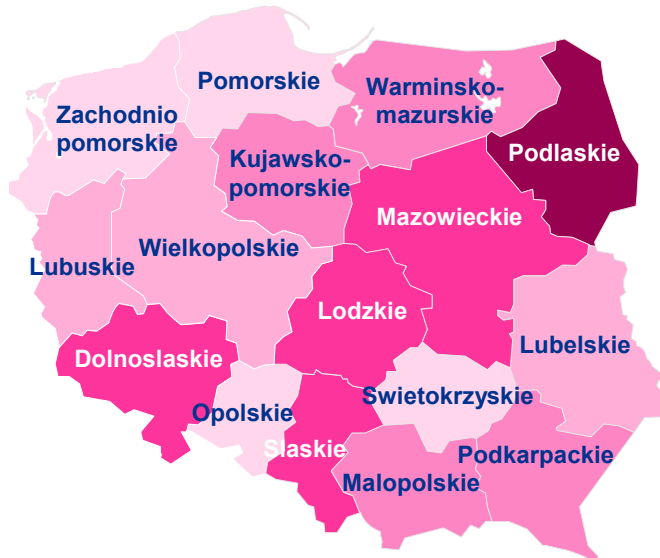 Pomorskie
Warminsko-
mazurskie
Zachodnio
pomorskie
Podlaskie
Kujawsko-
pomorskie
Mazowieckie
Wielkopolskie
Lubuskie
Lodzkie
Lubelskie
Dolnoslaskie
Swietokrzyskie
Opolskie
Slaskie
Podkarpackie
Malopolskie